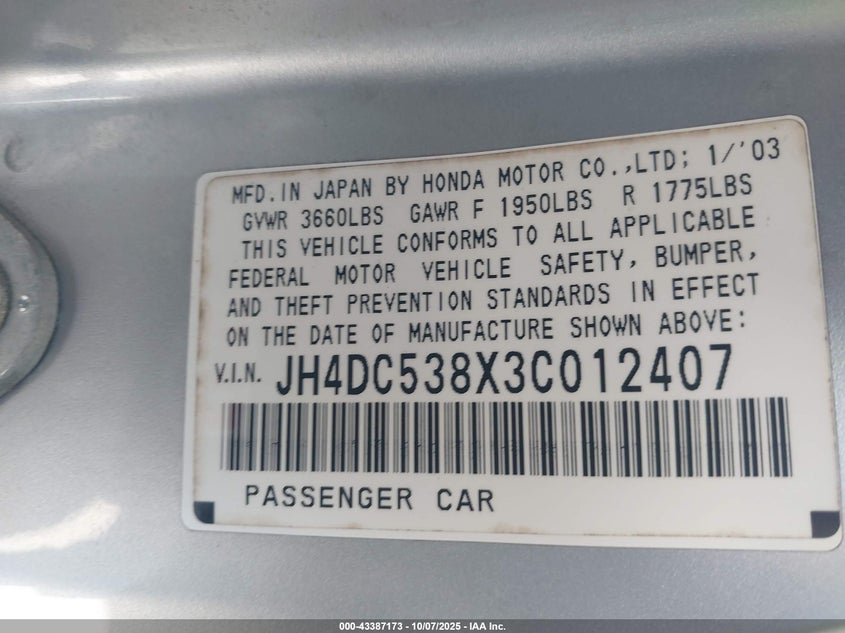 MFD.IN JAPAN BY HONDA MOTOR CO.,LTD; 1/'03
GVWR 3660LBS GAWR F 1950LBS R 1775LBS
THIS VEHICLE CONFORMS TO ALL APPLICABLE
FEDERAL MOTOR VEHICLE SAFETY, BUMPER,
AND THEFT PREVENTION STANDARDS IN EFFECT
ON THE DATE OF MANUFACTURE SHOWN ABOVE:
V.I.N. JH4DC538X3C012407
PASSENGER CAR
000-43387173 | 10/07/2025 - IAA Inc.